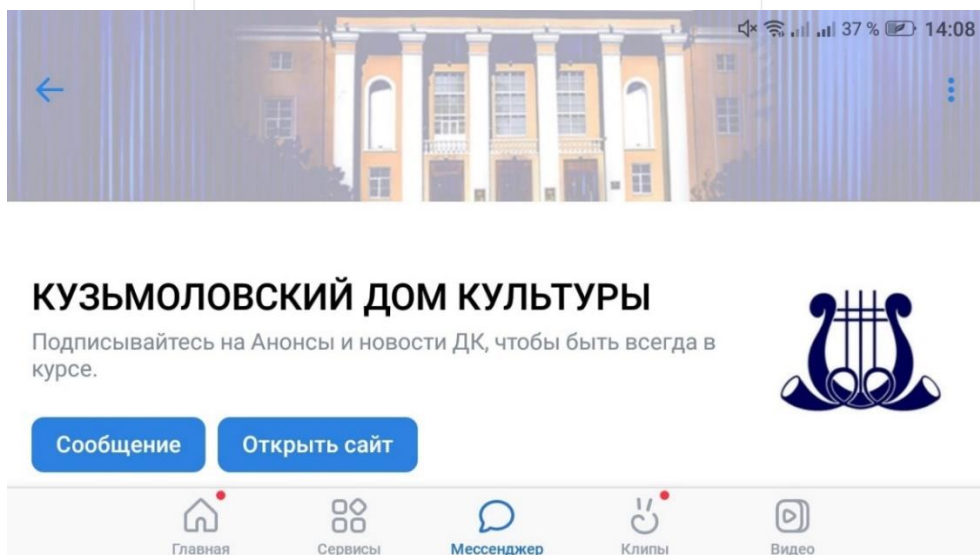 37 % 14:08
КУЗЬМОЛОВСКИЙ ДОМ КУЛЬТУРЫ
Подписывайтесь на Анонсы и новости ДК, чтобы быть всегда в
курсе.
Сообщение Открыть сайт
Главная Сервисы Мессенджер Клипы Видео